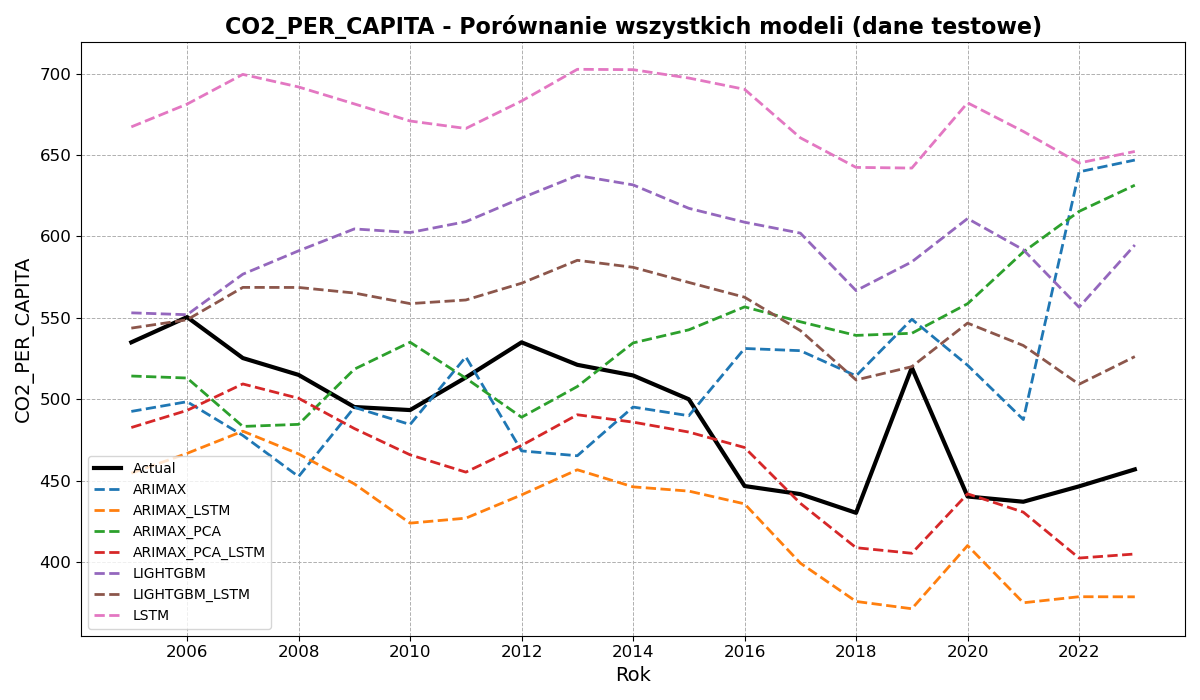 CO2_PER_CAPITA - Porównanie wszystkich modeli (dane testowe)
CO2_PER_CAPITA
700
650
600
550
500
450
400
Actual
ARIMAX
ARIMAX_LSTM
ARIMAX_PCA
ARIMAX_PCA_LSTM
LIGHTGBM
LIGHTGBM_LSTM
LSTM
2006 2008 2010 2012 2014 2016 2018 2020 2022
Rok